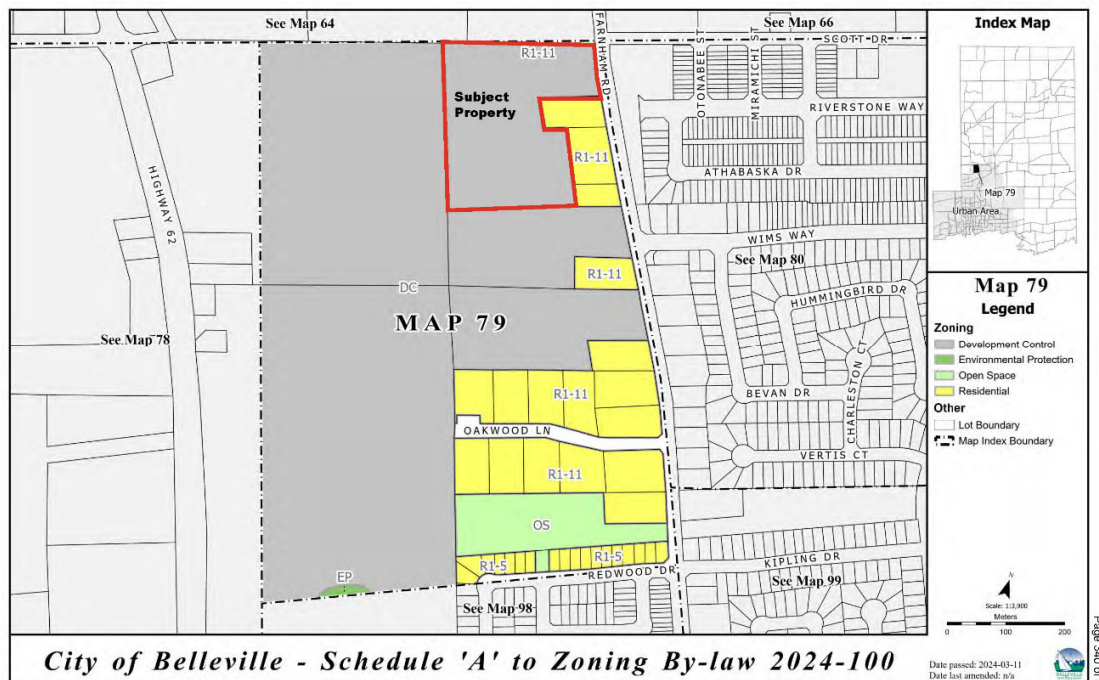 See Map 64
See Map 66
FARNHAM RD
R1-11
SCOTT DR
OTONABEE ST
MIRAMICHI ST
Subject
Property
RIVERSTONE WAY
R1-11
ATHABASKA DR
HIGHWAY 62
WIMS WAY
See Map 80
R1-11
DC
HUMMINGBIRD DR
MAP 79
See Map 78
CHARLESTON CT
R1-11
BEVAN DR
OAKWOOD LN
VERTIS CT
R1-11
OS
R1-5
R1-5
KIPLING DR
REDWOOD DR
EP
See Map 99
See Map 98
Index Map
Map 79
Urban Area
Map 79
Legend
Zoning
Development Control
Environmental Protection
Open Space
Residential
Other
Lot Boundary
Map Index Boundary
N
Scale: 1:3,900
Meters
0 100 200
City of Belleville - Schedule 'A' to Zoning By-law 2024-100
Date passed: 2024-03-11
Date last amended: n/a
BELLEVILLE